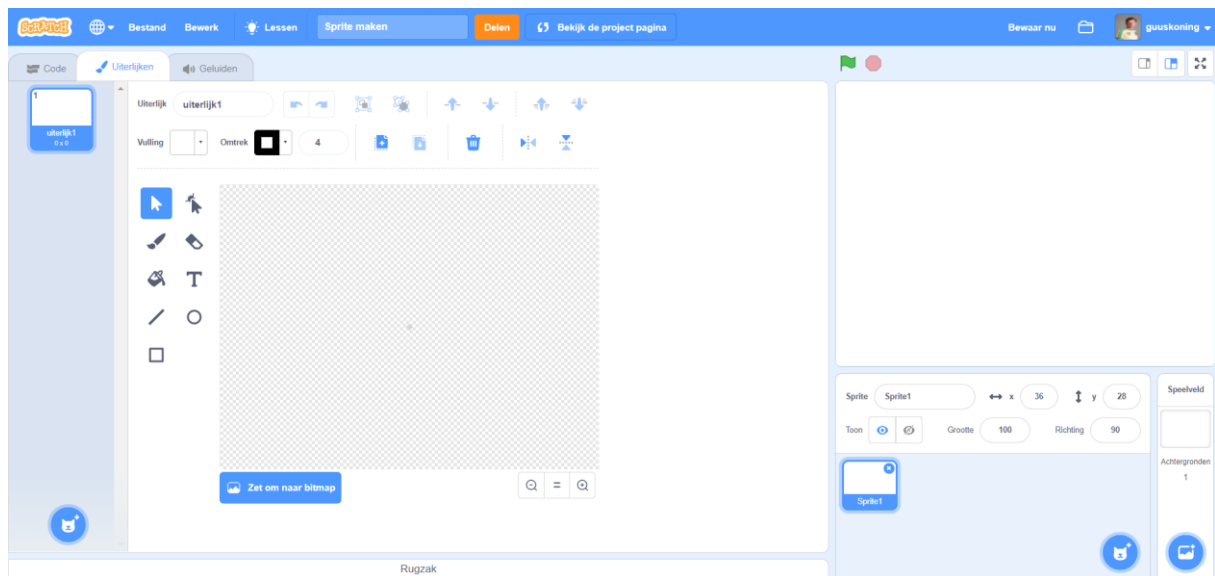 SCRATCH Bestand Bewerk Lessen Sprite maken Delen Bekijk de project pagina Bewaar nu guuskoning
Code Uiterlijken Geluiden
1
uiterlijk1
0 x 0
Uiterlijk uiterlijk1
Vulling Omtrek 4
T
Zet om naar bitmap
=
Sprite Sprite1 x 36 y 28
Toon Grootte 100 Richting 90
Sprite1
Speelveld
Achtergronden
1
Rugzak